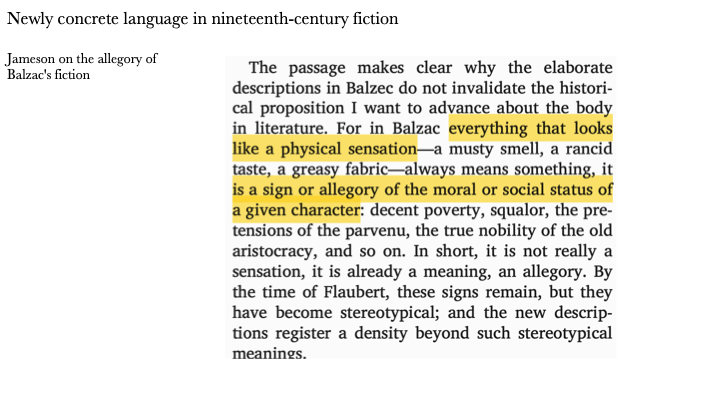 Newly concrete language in nineteenth-century fiction
Jameson on the allegory of
Balzac's fiction
The passage makes clear why the elaborate
descriptions in Balzec do not invalidate the histori-
cal proposition I want to advance about the body
in literature. For in Balzac everything that looks
like a physical sensation—a musty smell, a rancid
taste, a greasy fabric—always means something, it
is a sign or allegory of the moral or social status of
a given character: decent poverty, squalor, the pre-
tensions of the parvenu, the true nobility of the old
aristocracy, and so on. In short, it is not really a
sensation, it is already a meaning, an allegory. By
the time of Flaubert, these signs remain, but they
have become stereotypical; and the new descrip-
tions register a density beyond such stereotypical
meanings.